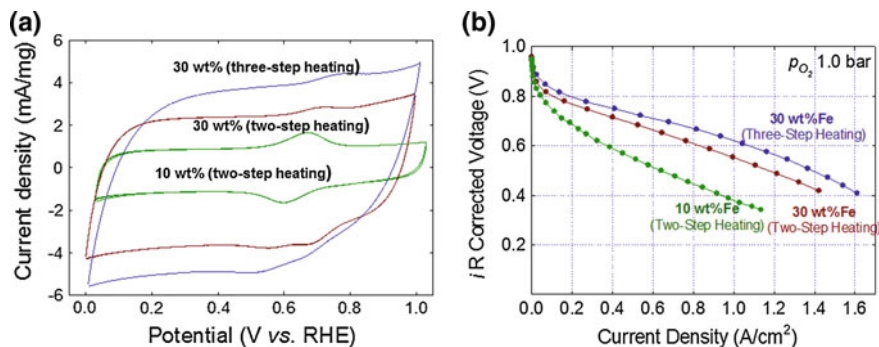 (a)
6
4
2
0
-2
-4
-6
Current density (mA/mg)
30 wt% (three-step heating)
30 wt% (two-step heating)
10 wt% (two-step heating)
0.0 0.2 0.4 0.6 0.8 1.0
Potential (V vs. RHE)
(b)
1.0
0.8
0.6
0.4
0.2
i R Corrected Voltage (V)
pO2 1.0 bar
30 wt%Fe
(Three-Step Heating)
10 wt%Fe
(Two-Step Heating)
30 wt%Fe
(Two-Step Heating)
0.0 0.2 0.4 0.6 0.8 1.0 1.2 1.4 1.6
Current Density (A/cm²)